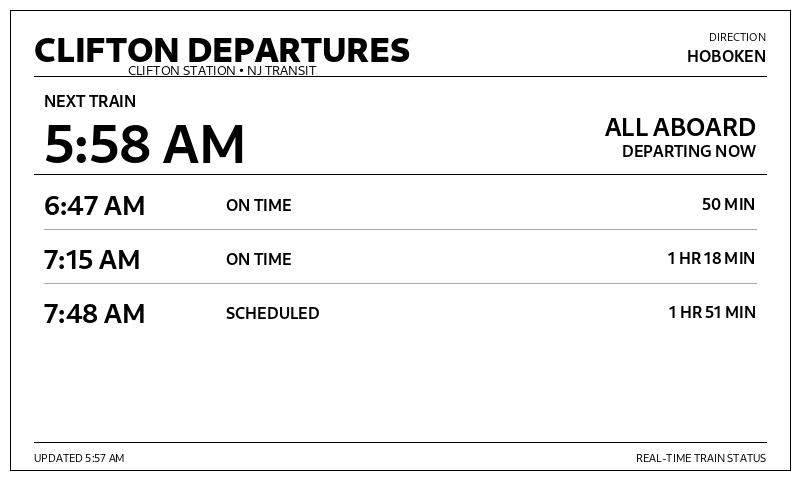 CLIFTON DEPARTURES
CLIFTON STATION • NJ TRANSIT
DIRECTION
HOBOKEN
NEXT TRAIN
5:58 AM
ALL ABOARD
DEPARTING NOW
6:47 AM ON TIME 50 MIN
7:15 AM ON TIME 1 HR 18 MIN
7:48 AM SCHEDULED 1 HR 51 MIN
UPDATED 5:57 AM
REAL-TIME TRAIN STATUS